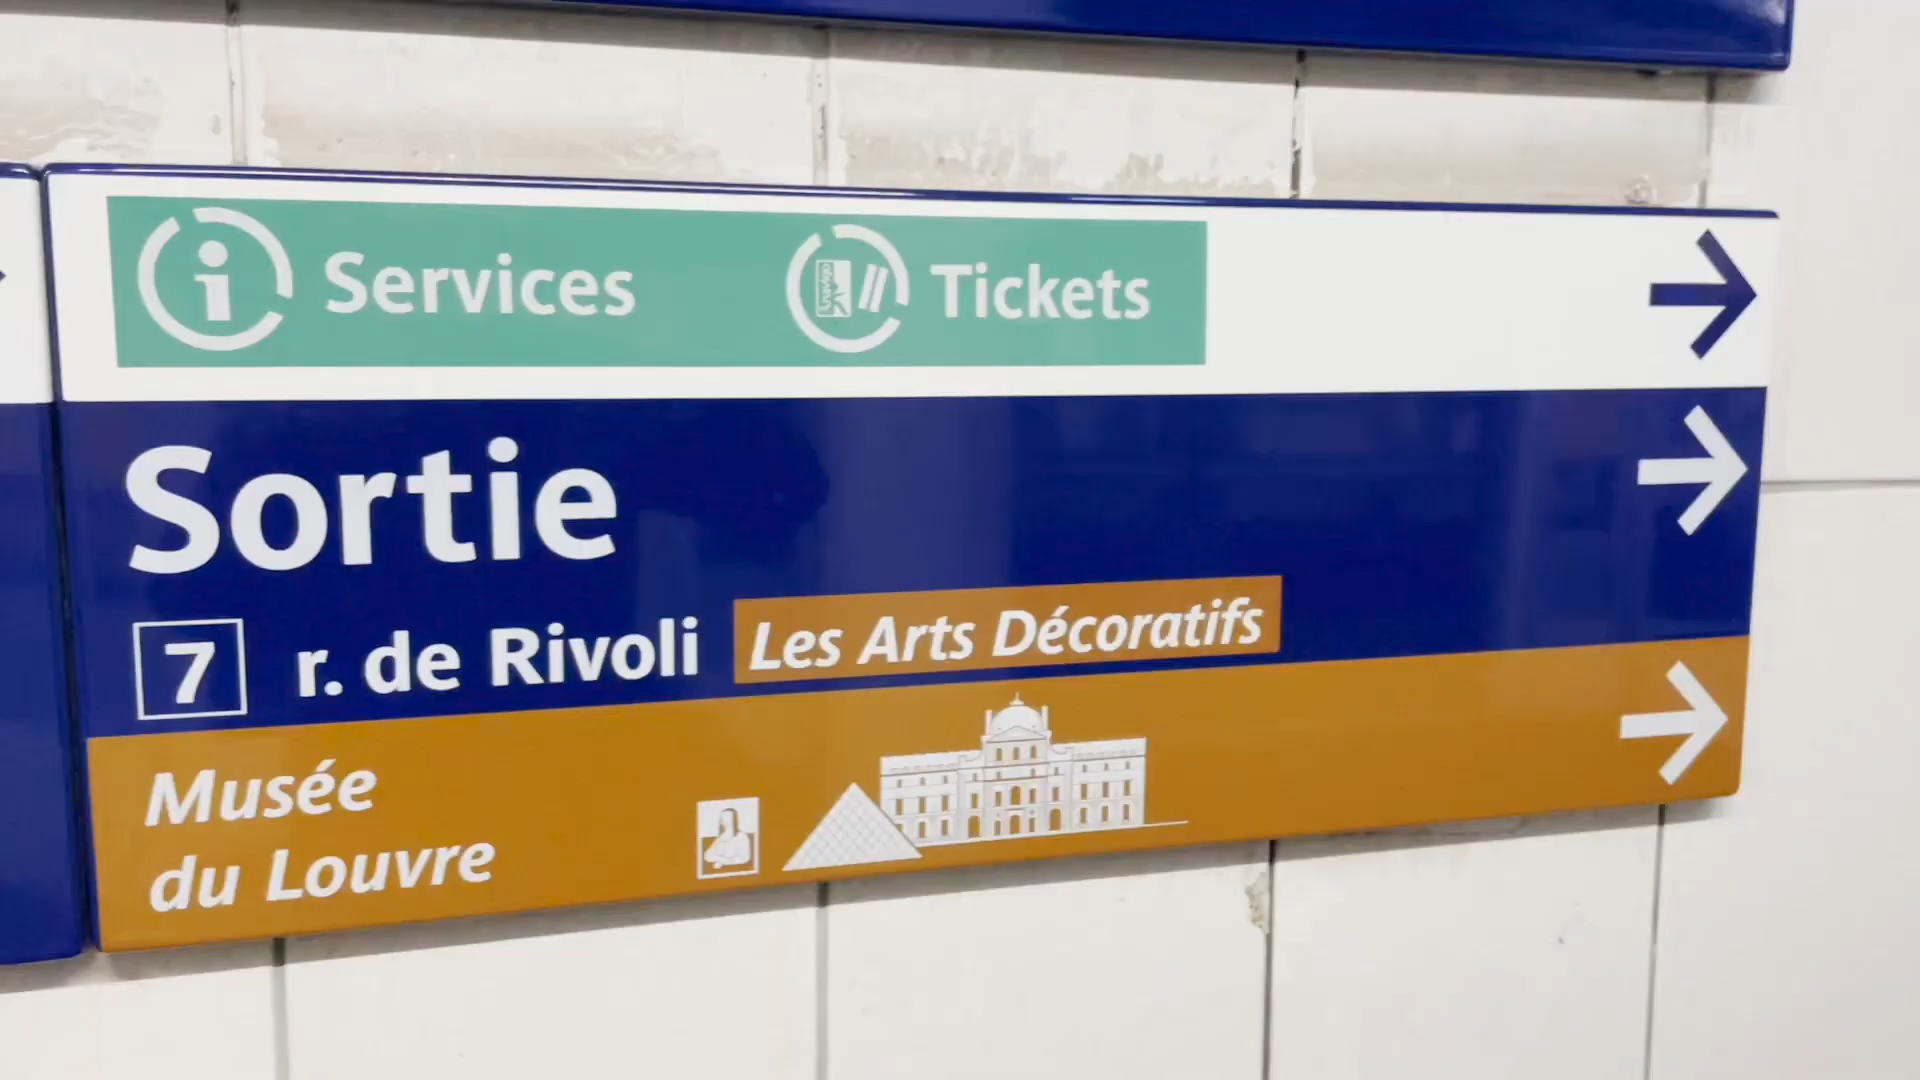 Services Tickets
Sortie
7 r. de Rivoli Les Arts Décoratifs
Musée
du Louvre